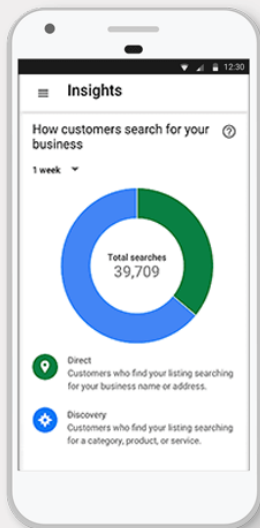 12:30
Insights
How customers search for your
business
1 week
Total searches
39,709
Direct
Customers who find your listing searching
for your business name or address.
Discovery
Customers who find your listing searching
for a category, product, or service.